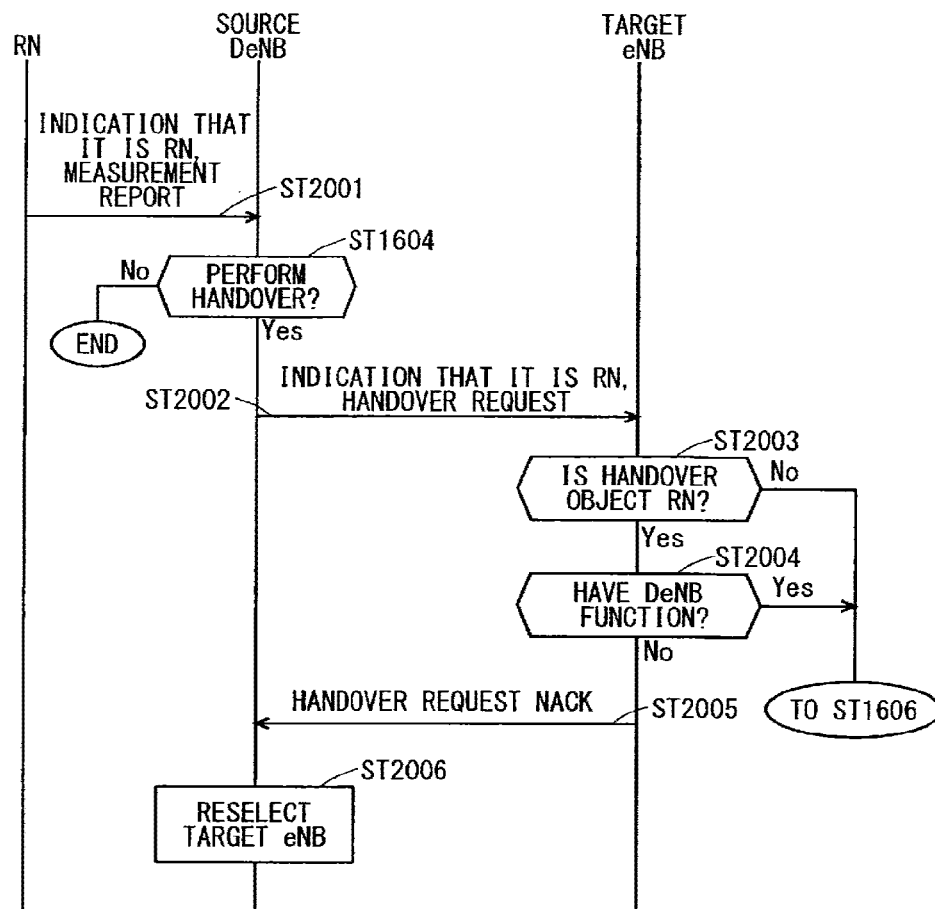 RN
SOURCE
DeNB
TARGET
eNB
INDICATION THAT
IT IS RN,
MEASUREMENT
REPORT
ST2001
ST1604
No
PERFORM
HANDOVER?
Yes
END
ST2002
INDICATION THAT IT IS RN,
HANDOVER REQUEST
ST2003
IS HANDOVER
OBJECT RN?
No
Yes
ST2004
HAVE DeNB
FUNCTION?
Yes
No
HANDOVER REQUEST NACK
ST2005
TO ST1606
ST2006
RESELECT
TARGET eNB